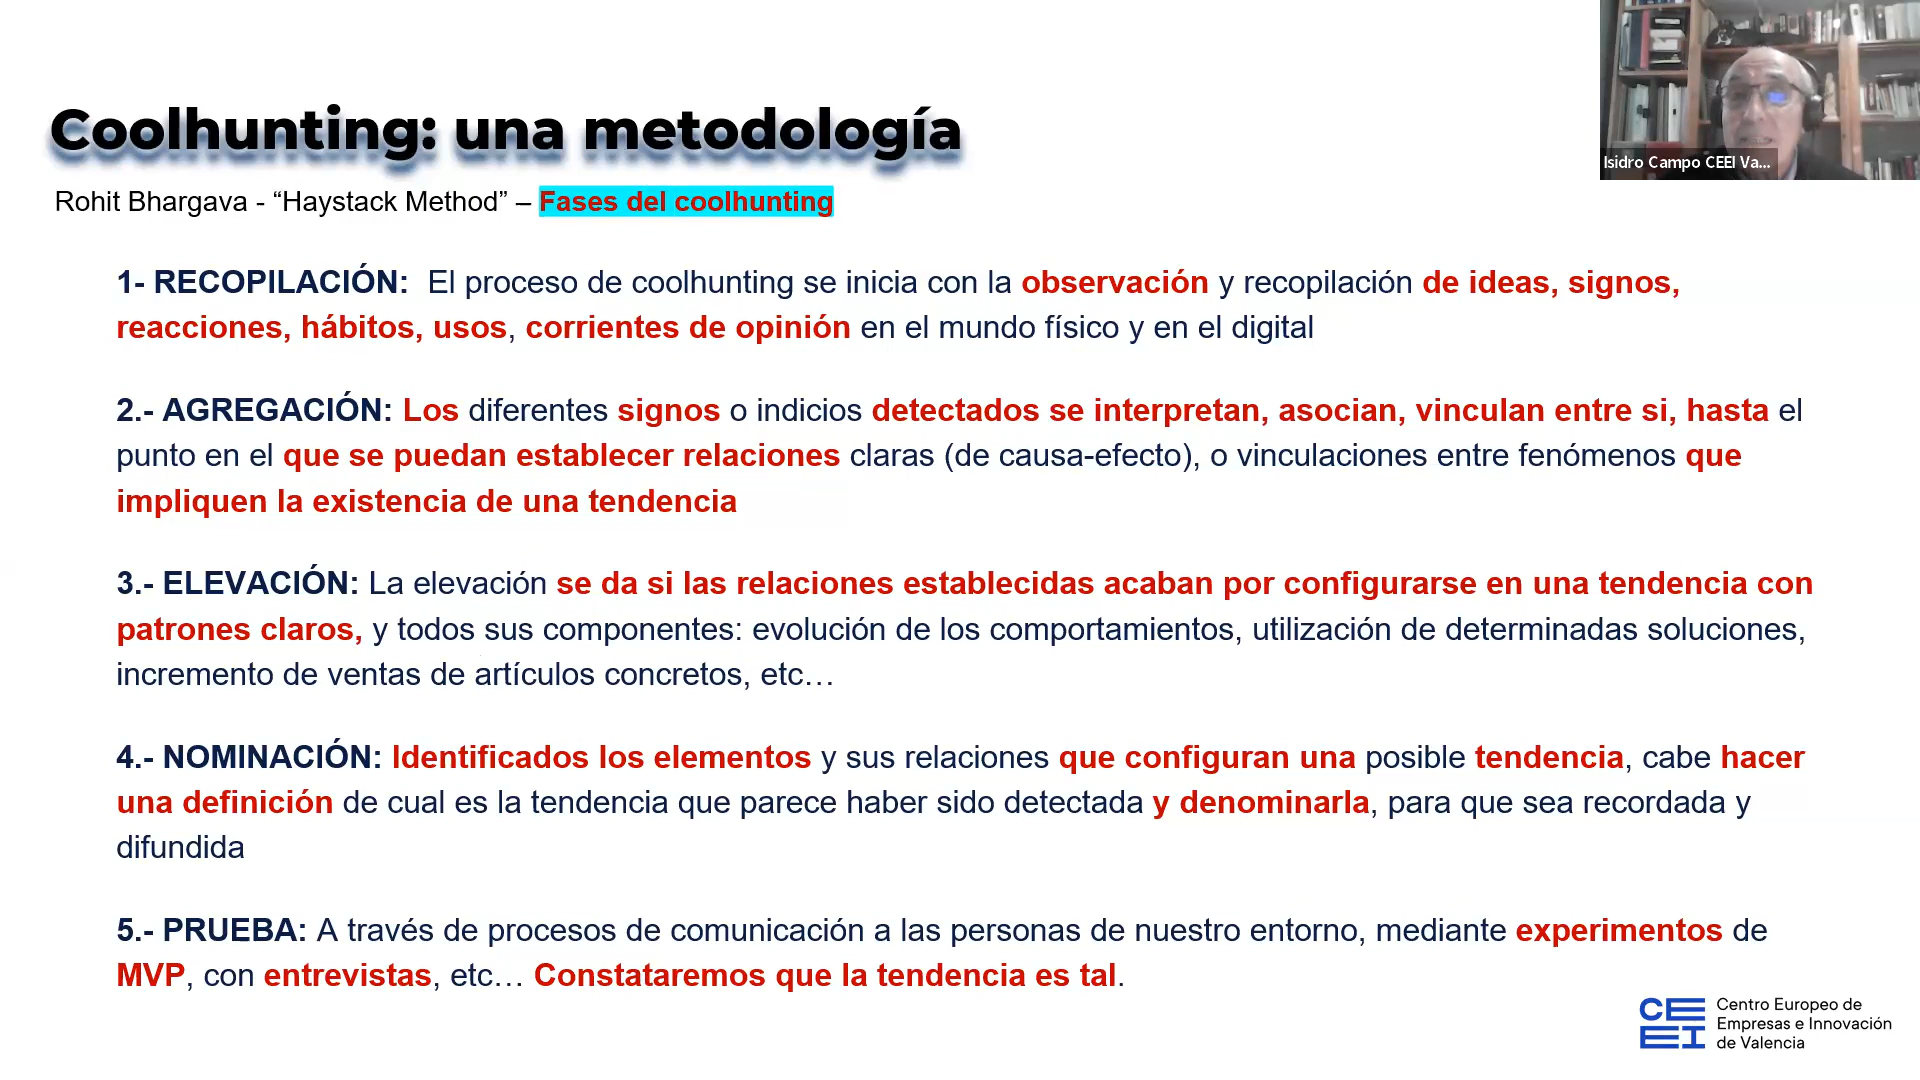 Coolhunting: una metodología
Isidro Campo CEEI Va...
Rohit Bhargava - “Haystack Method” – Fases del coolhunting
1- RECOPILACIÓN: El proceso de coolhunting se inicia con la observación y recopilación de ideas, signos,
reacciones, hábitos, usos, corrientes de opinión en el mundo físico y en el digital
2.- AGREGACIÓN: Los diferentes signos o indicios detectados se interpretan, asocian, vinculan entre si, hasta el
punto en el que se puedan establecer relaciones claras (de causa-efecto), o vinculaciones entre fenómenos que
impliquen la existencia de una tendencia
3.- ELEVACIÓN: La elevación se da si las relaciones establecidas acaban por configurarse en una tendencia con
patrones claros, y todos sus componentes: evolución de los comportamientos, utilización de determinadas soluciones,
incremento de ventas de artículos concretos, etc…
4.- NOMINACIÓN: Identificados los elementos y sus relaciones que configuran una posible tendencia, cabe hacer
una definición de cual es la tendencia que parece haber sido detectada y denominarla, para que sea recordada y
difundida
5.- PRUEBA: A través de procesos de comunicación a las personas de nuestro entorno, mediante experimentos de
MVP, con entrevistas, etc… Constataremos que la tendencia es tal.
CEEI
Centro Europeo de
Empresas e Innovación
de Valencia